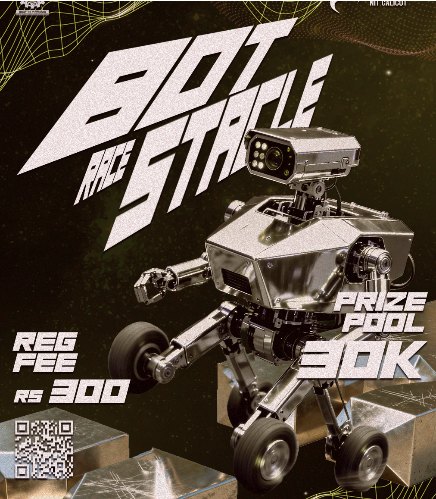 NIT CALICUT
BOT
RACE
STACLE
PRIZE
POOL
30K
REG
FEE
RS 300